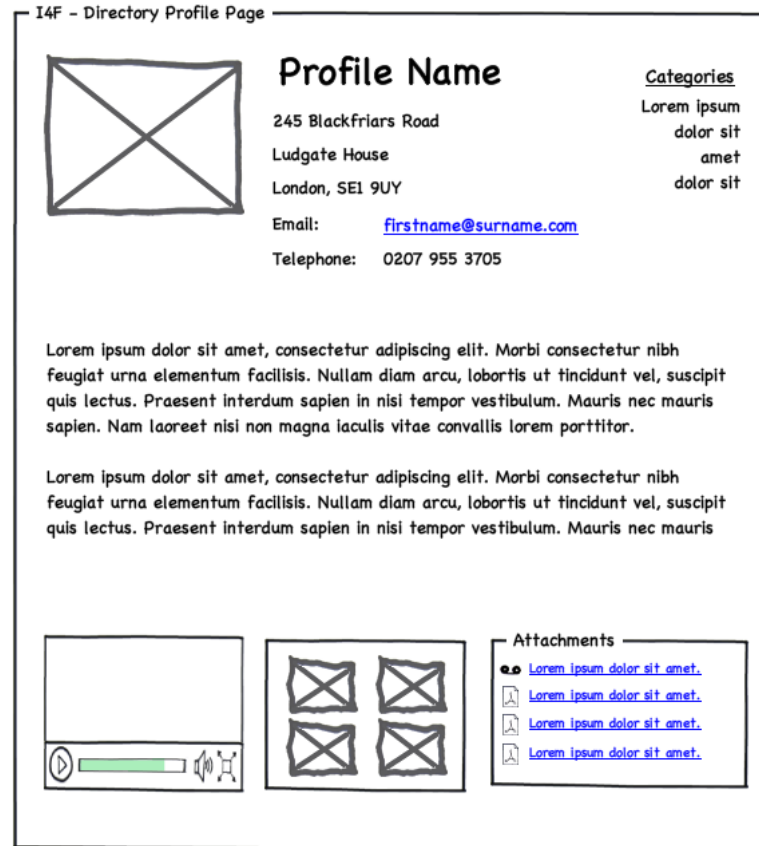 I4F - Directory Profile Page
Profile Name
245 Blackfriars Road
Ludgate House
London, SE1 9UY
Email: firstname@surname.com
Telephone: 0207 955 3705
Categories
Lorem ipsum
dolor sit
amet
dolor sit
Lorem ipsum dolor sit amet, consectetur adipiscing elit. Morbi consectetur nibh
feugiat urna elementum facilisis. Nullam diam arcu, lobortis ut tincidunt vel, suscipit
quis lectus. Praesent interdum sapien in nisi tempor vestibulum. Mauris nec mauris
sapien. Nam laoreet nisi non magna iaculis vitae convallis lorem porttitor.
Lorem ipsum dolor sit amet, consectetur adipiscing elit. Morbi consectetur nibh
feugiat urna elementum facilisis. Nullam diam arcu, lobortis ut tincidunt vel, suscipit
quis lectus. Praesent interdum sapien in nisi tempor vestibulum. Mauris nec mauris
Attachments
Lorem ipsum dolor sit amet.
Lorem ipsum dolor sit amet.
Lorem ipsum dolor sit amet.
Lorem ipsum dolor sit amet.